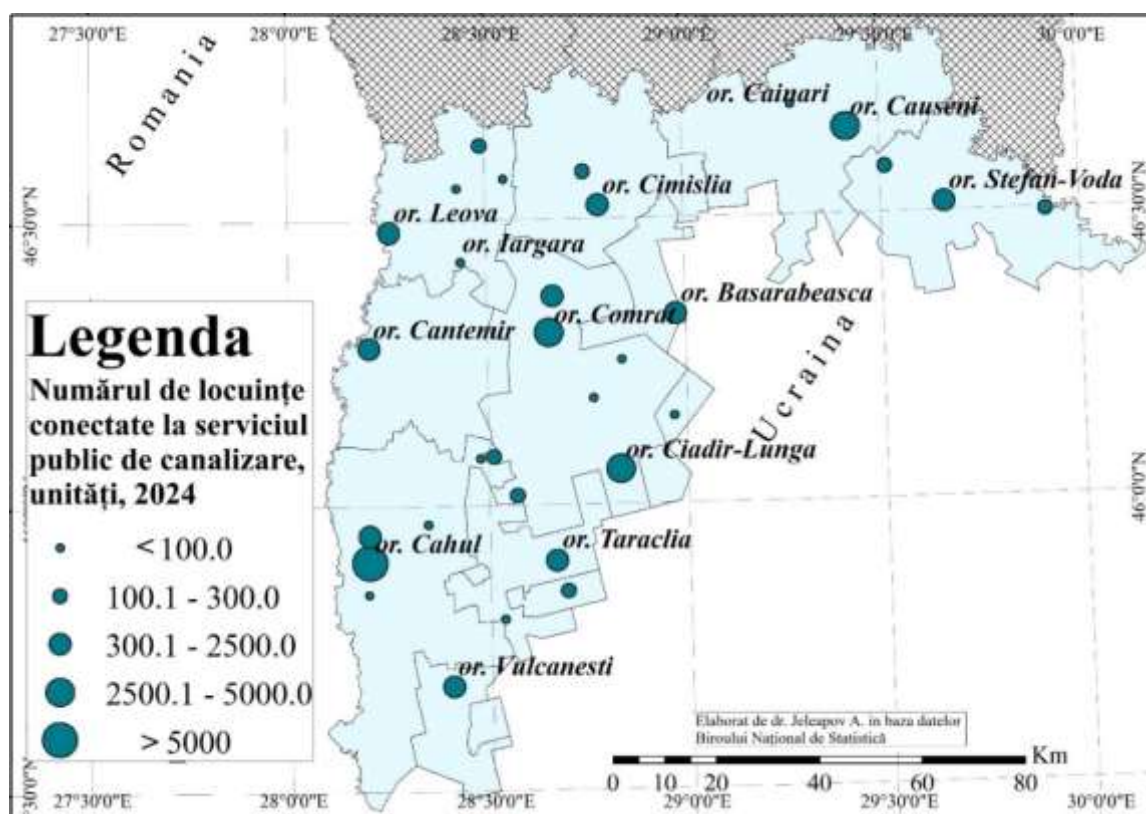 27°30'0"E
28°00'0"E
28°30'0"E
29°00'0"E
29°30'0"E
30°0'0"E
Romania
or. Cainari
or. Causeni
or. Cimislia
or. Stefan-Voda
or. Leova
46°30'0"N
46°30'0"N
or. Iargara
or. Basarabeasca
or. Comrat
or. Cantemir
Ucraina
or. Ciadir-Lunga
46°0'0"N
or. Cahul
or. Taraclia
or. Vulcanesti
Legenda
Numărul de locuințe
conectate la serviciul
public de canalizare,
unități, 2024
< 100.0
100.1 - 300.0
300.1 - 2500.0
2500.1 - 5000.0
> 5000
Elaborat de dr. Jeleapov A. in baza datelor
Biroului Național de Statistică
Km
0 5 10 20 40 60 80
27°30'0"E
28°00'0"E
28°30'0"E
29°00'0"E
29°30'0"E
30°0'0"E